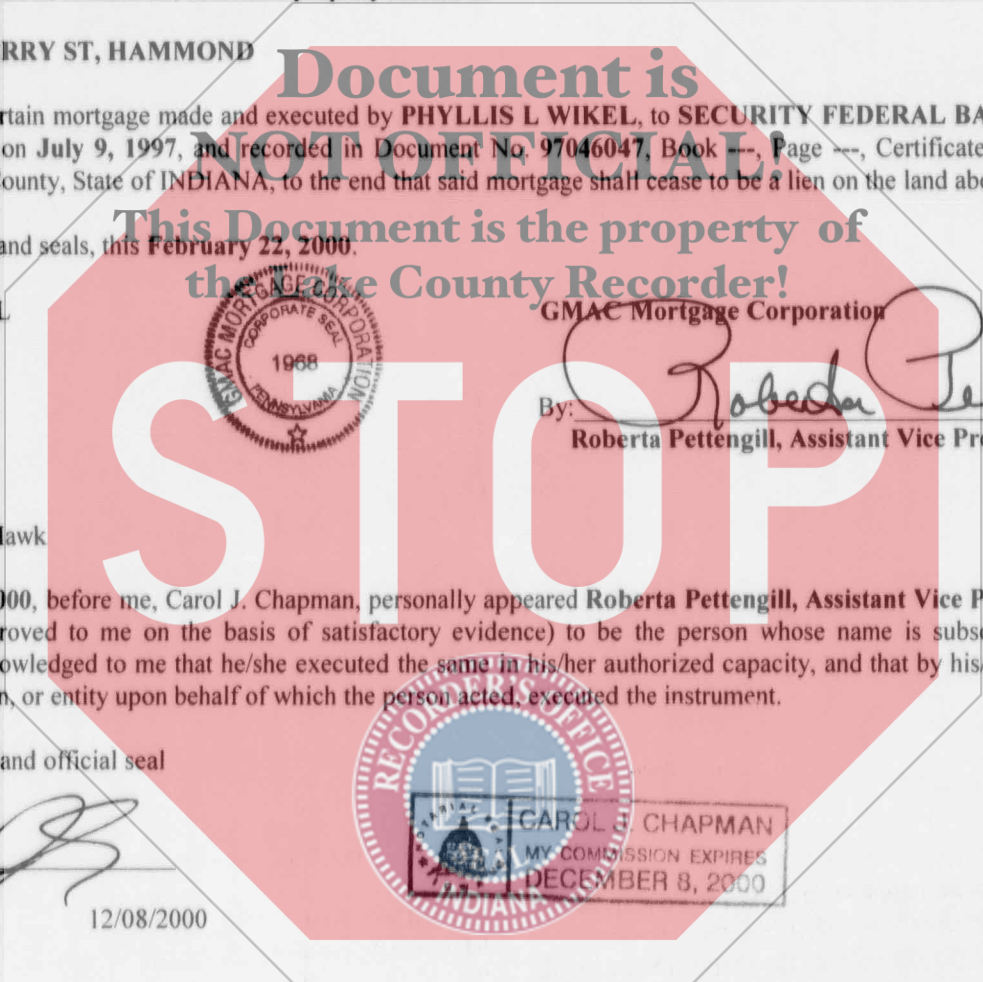 RRY ST, HAMMOND
Document is
rtain mortgage made and executed by PHYLLIS L WIKEL, to SECURITY FEDERAL BA
NOT OFFICIAL!
on July 9, 1997, and recorded in Document No. 97046047, Book ---, Page ---, Certificate
ounty, State of INDIANA, to the end that said mortgage shall cease to be a lien on the land abo
This Document is the property of
and seals, this February 22, 2000.
the Lake County Recorder!
GMAC MORTGAGE CORPORATION
CORPORATE SEAL
1968
PENNSYLVANIA
GMAC Mortgage Corporation
By:
Roberta Pe
Roberta Pettengill, Assistant Vice Pre
STOP
lawk
000, before me, Carol J. Chapman, personally appeared Roberta Pettengill, Assistant Vice P
roved to me on the basis of satisfactory evidence) to be the person whose name is subsc
owledged to me that he/she executed the same in his/her authorized capacity, and that by his/
n, or entity upon behalf of which the person acted, executed the instrument.
RECORDER'S OFFICE
SEAL
INDIANA
and official seal
CAROL J. CHAPMAN
MY COMMISSION EXPIRES
DECEMBER 8, 2000
12/08/2000